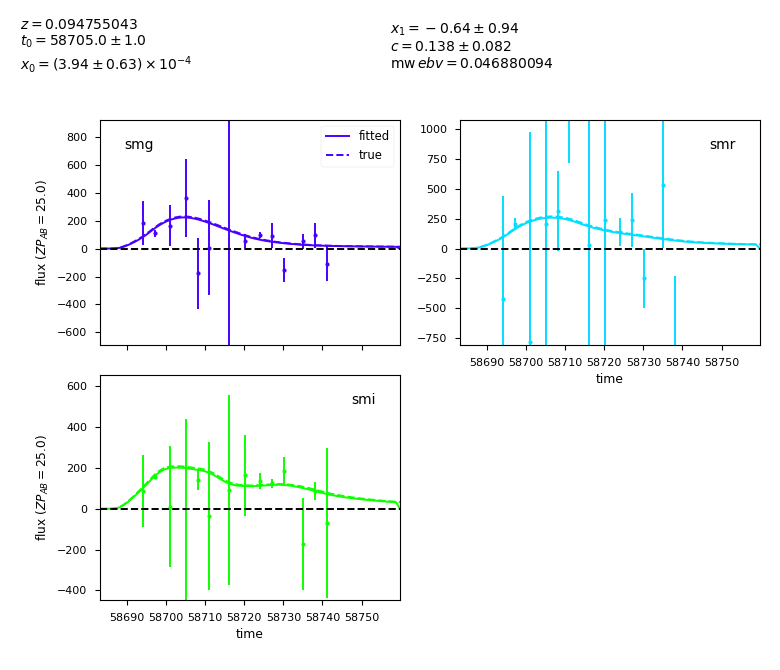 z = 0.094755043
t₀ = 58705.0 ± 1.0
x₀ = (3.94 ± 0.63) × 10⁻⁴
x₁ = − 0.64 ± 0.94
c = 0.138 ± 0.082
mw ebv = 0.046880094
smg
fitted
true
800
600
400
200
0
−200
−400
−600
flux (ZP_AB = 25.0)
smr
1000
750
500
250
0
−250
−500
−750
58690 58700 58710 58720 58730 58740 58750
time
smi
600
400
200
0
−200
−400
flux (ZP_AB = 25.0)
58690 58700 58710 58720 58730 58740 58750
time